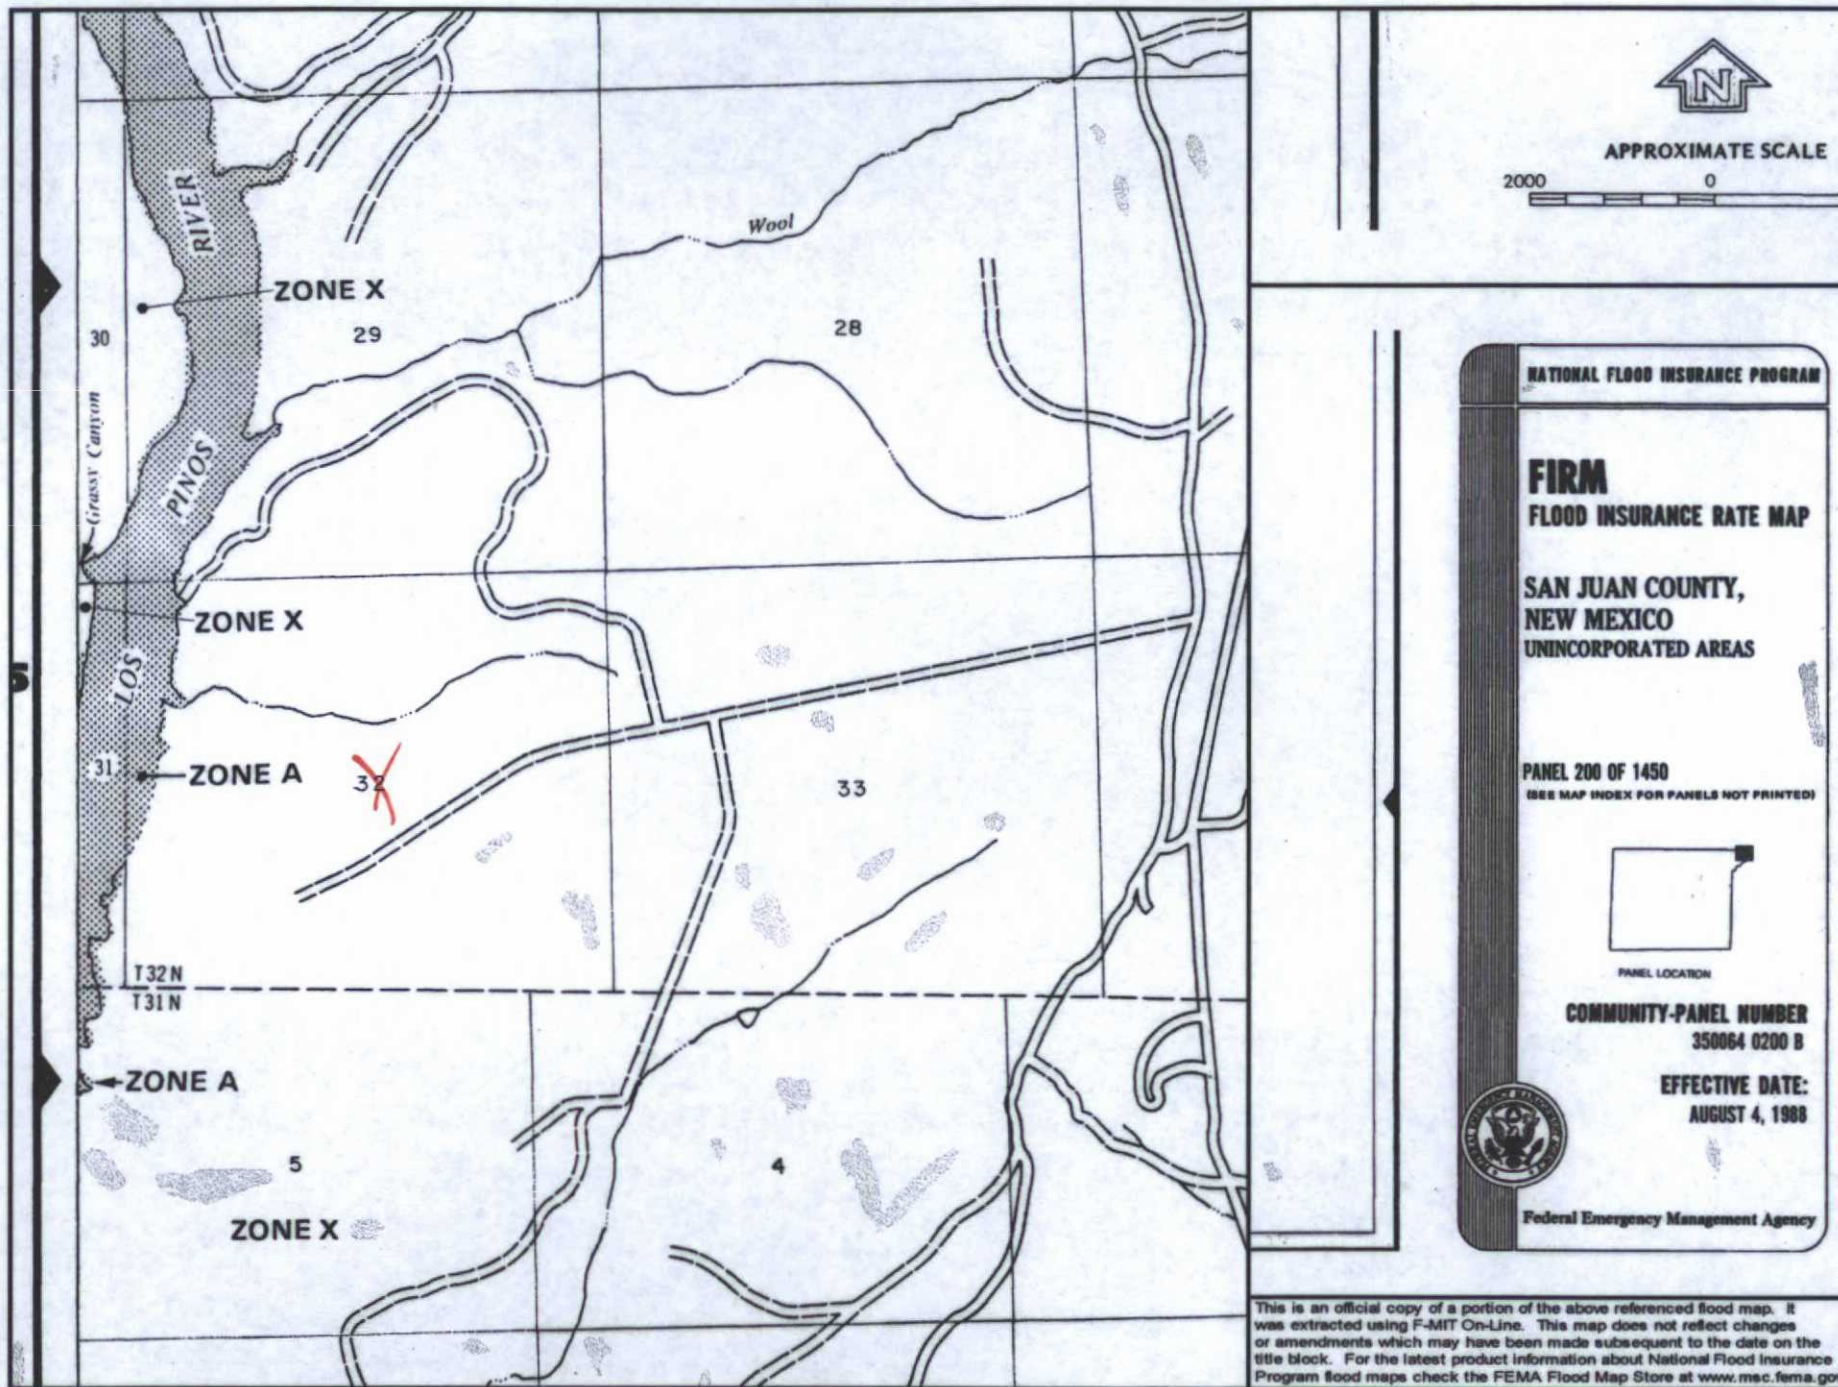 N
APPROXIMATE SCALE
2000 0
RIVER
Wool
ZONE X
30
29
28
Grassy Canyon
PINOS
ZONE X
LOS
5
31
ZONE A
32
33
T32N
T31N
ZONE A
5
4
ZONE X
NATIONAL FLOOD INSURANCE PROGRAM
FIRM
FLOOD INSURANCE RATE MAP
SAN JUAN COUNTY,
NEW MEXICO
UNINCORPORATED AREAS
PANEL 200 OF 1450
(SEE MAP INDEX FOR PANELS NOT PRINTED)
PANEL LOCATION
COMMUNITY-PANEL NUMBER
350064 0200 B
EFFECTIVE DATE:
AUGUST 4, 1988
Federal Emergency Management Agency
This is an official copy of a portion of the above referenced flood map. It
was extracted using F-MIT On-Line. This map does not reflect changes
or amendments which may have been made subsequent to the date on the
title block. For the latest product information about National Flood Insurance
Program flood maps check the FEMA Flood Map Store at www.msc.fema.gov